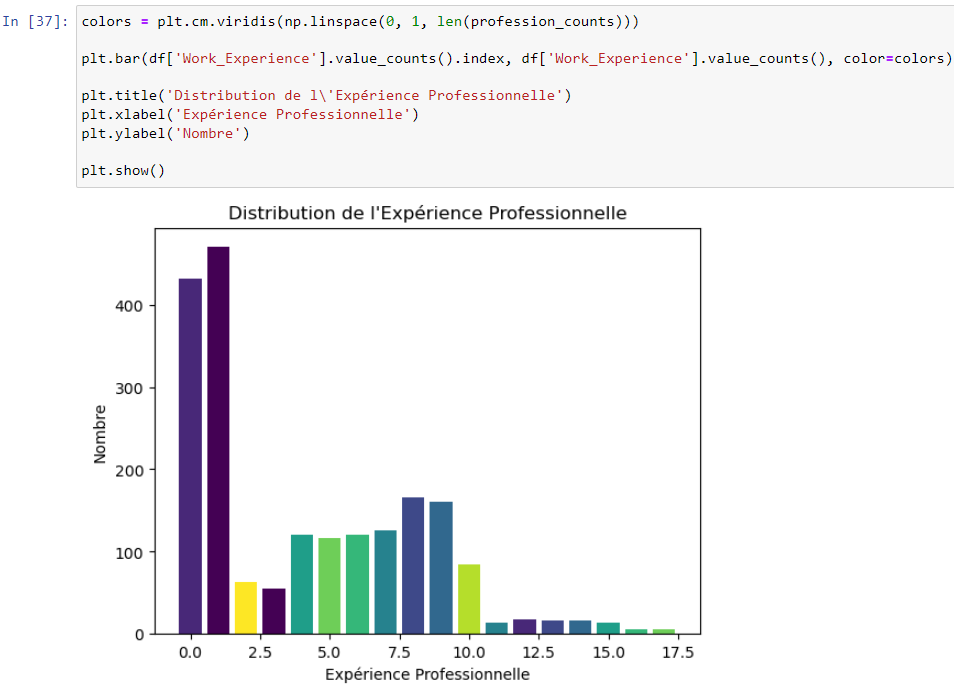 In [37]: colors = plt.cm.viridis(np.linspace(0, 1, len(profession_counts)))
plt.bar(df['Work_Experience'].value_counts().index, df['Work_Experience'].value_counts(), color=colors)
plt.title('Distribution de l\'Expérience Professionnelle')
plt.xlabel('Expérience Professionnelle')
plt.ylabel('Nombre')
plt.show()
Distribution de l'Expérience Professionnelle
Nombre
400
300
200
100
0
0.0 2.5 5.0 7.5 10.0 12.5 15.0 17.5
Expérience Professionnelle